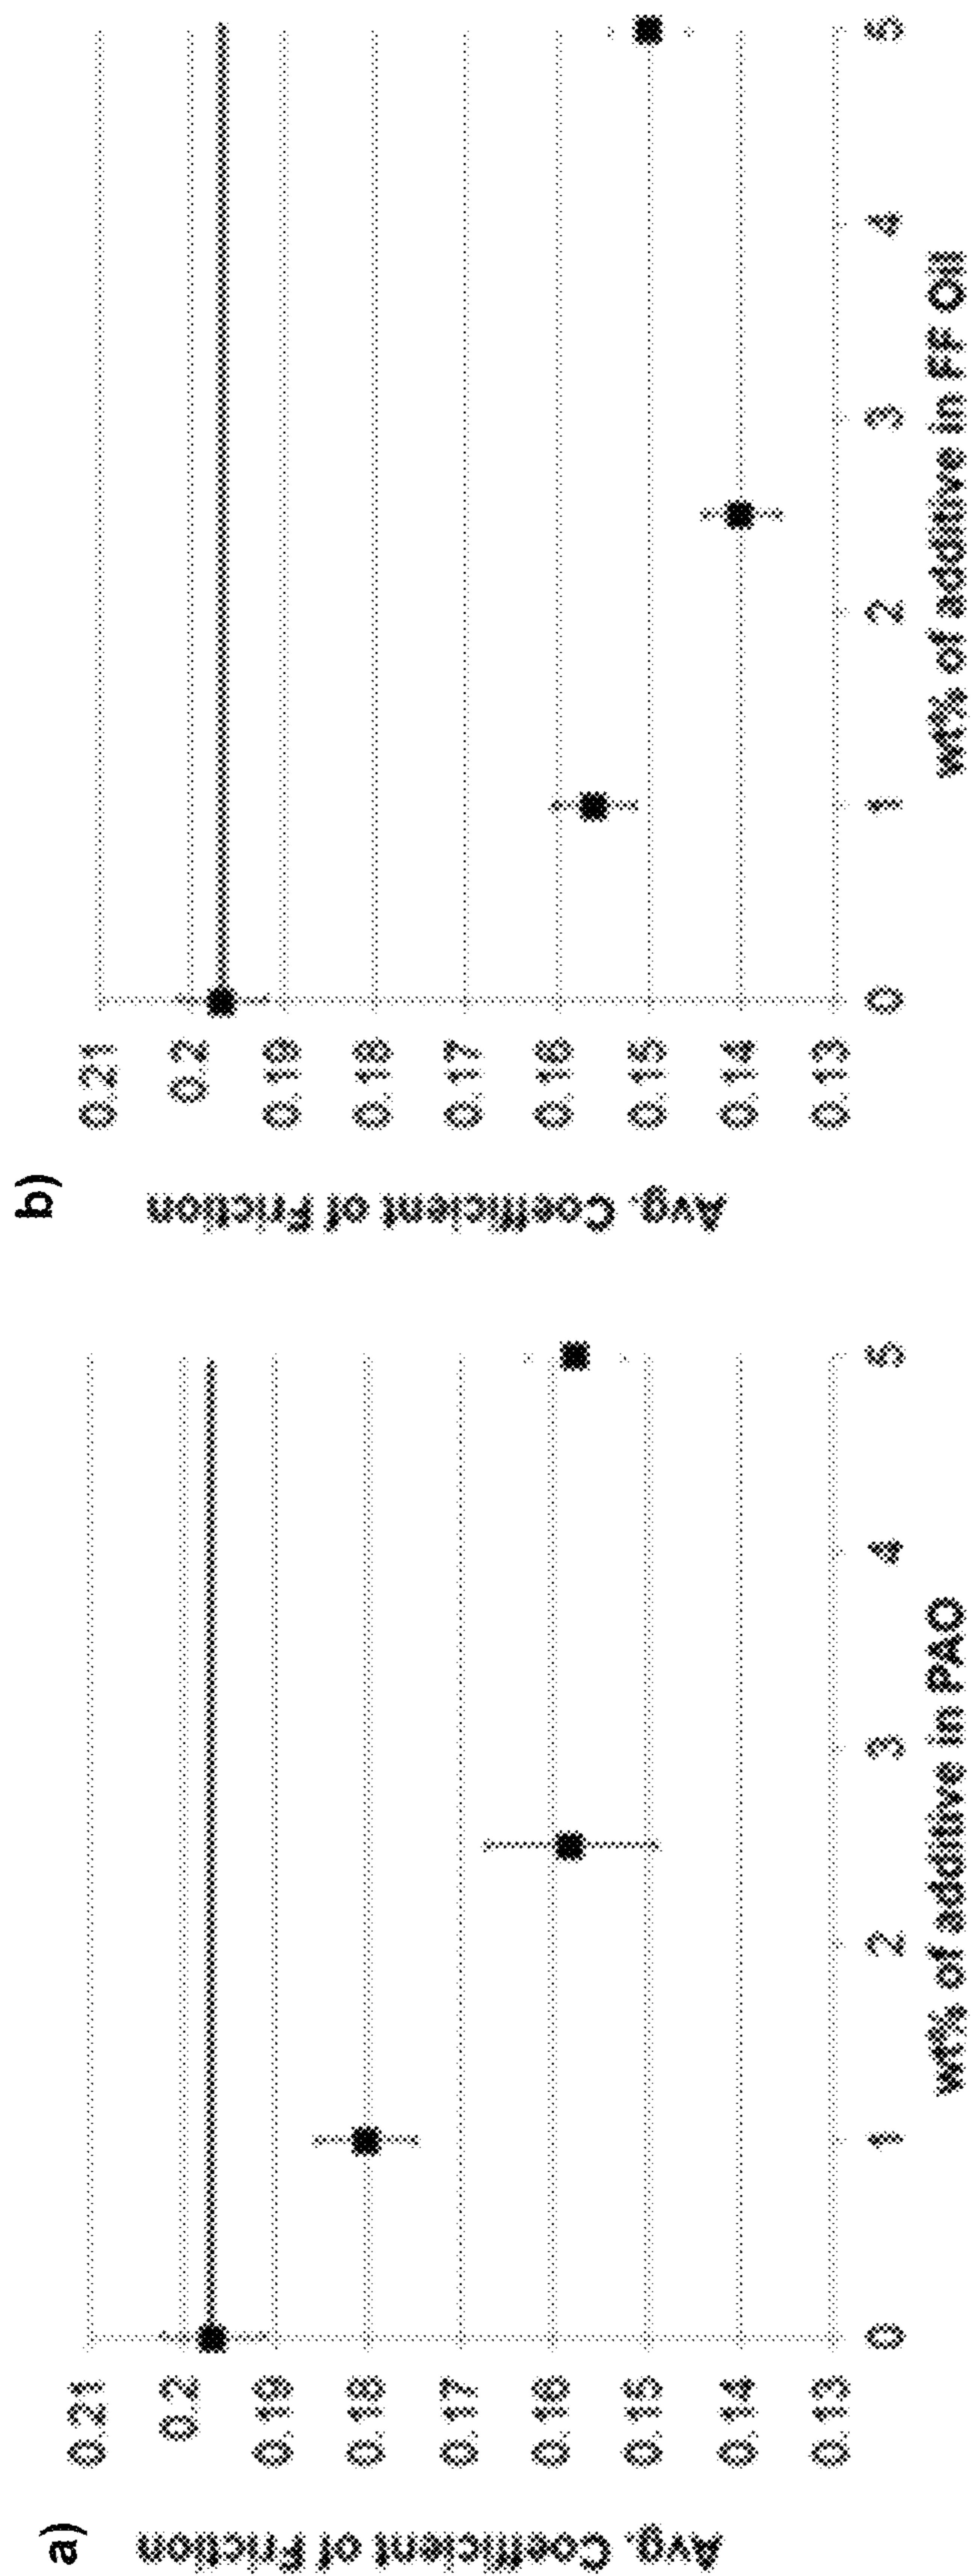 a)
Avg. Coefficient of Friction
0.21
0.2
0.19
0.18
0.17
0.16
0.15
0.14
0.13
0 1 2 3 4 5
wt% of additive in PAO
b)
Avg. Coefficient of Friction
0.21
0.2
0.19
0.18
0.17
0.16
0.15
0.14
0.13
0 1 2 3 4 5
wt% of additive in FF Oil